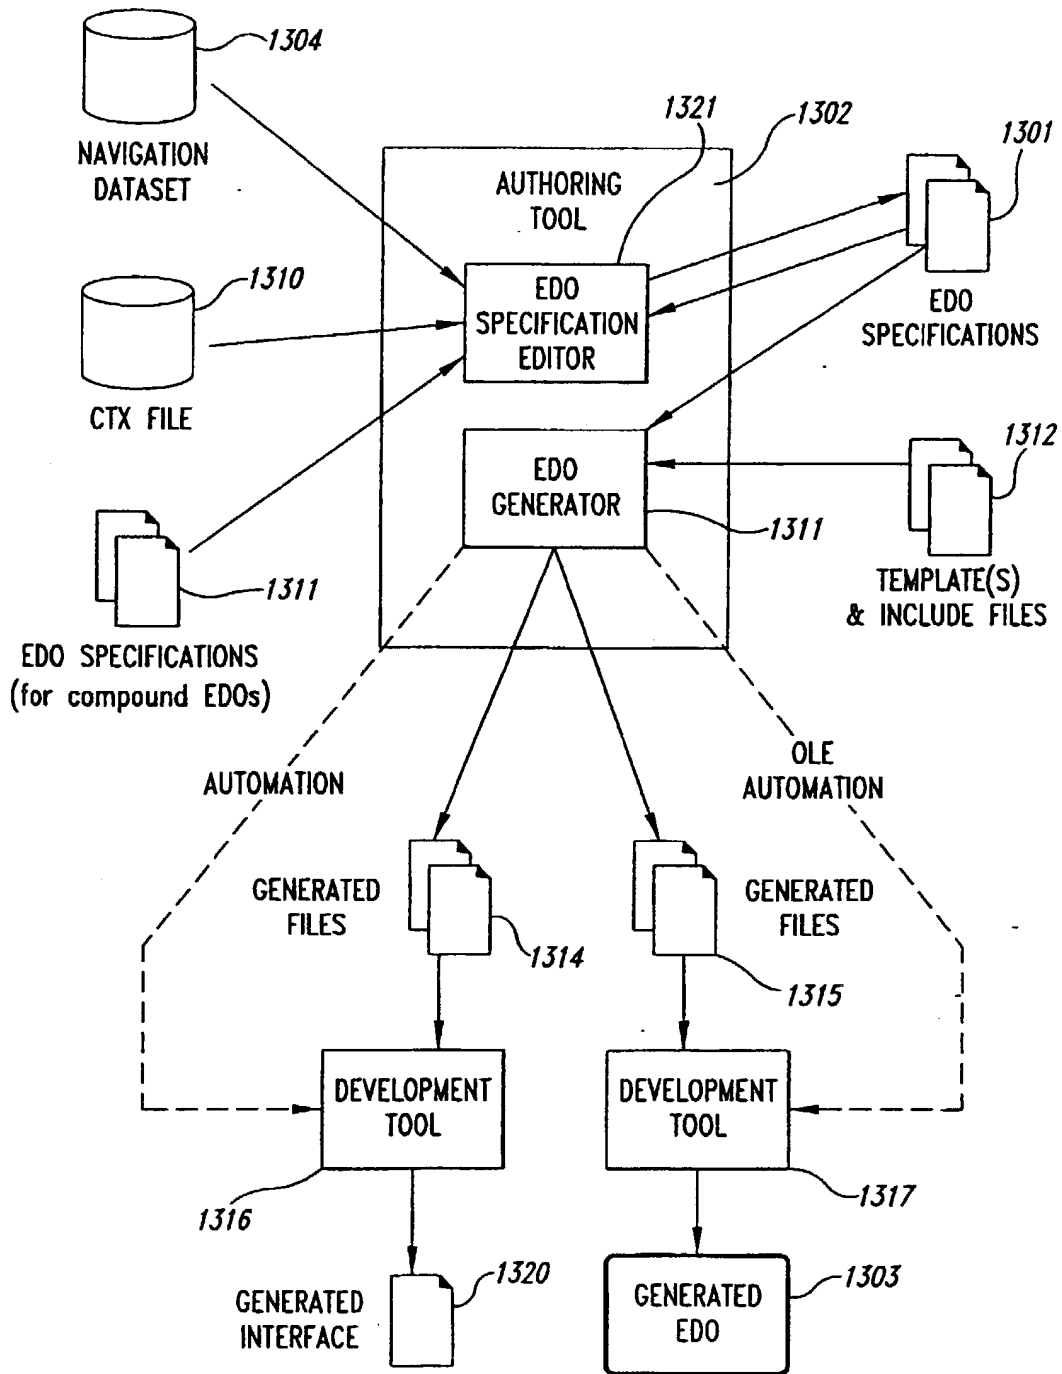 1304
NAVIGATION
DATASET
1321
1302
AUTHORING
TOOL
1301
EDO
SPECIFICATIONS
1310
CTX FILE
EDO
SPECIFICATION
EDITOR
EDO
GENERATOR
1311
1312
TEMPLATE(S)
& INCLUDE FILES
1311
EDO SPECIFICATIONS
(for compound EDOs)
AUTOMATION
OLE
AUTOMATION
GENERATED
FILES
1314
GENERATED
FILES
1315
DEVELOPMENT
TOOL
1316
DEVELOPMENT
TOOL
1317
GENERATED
INTERFACE
1320
GENERATED
EDO
1303